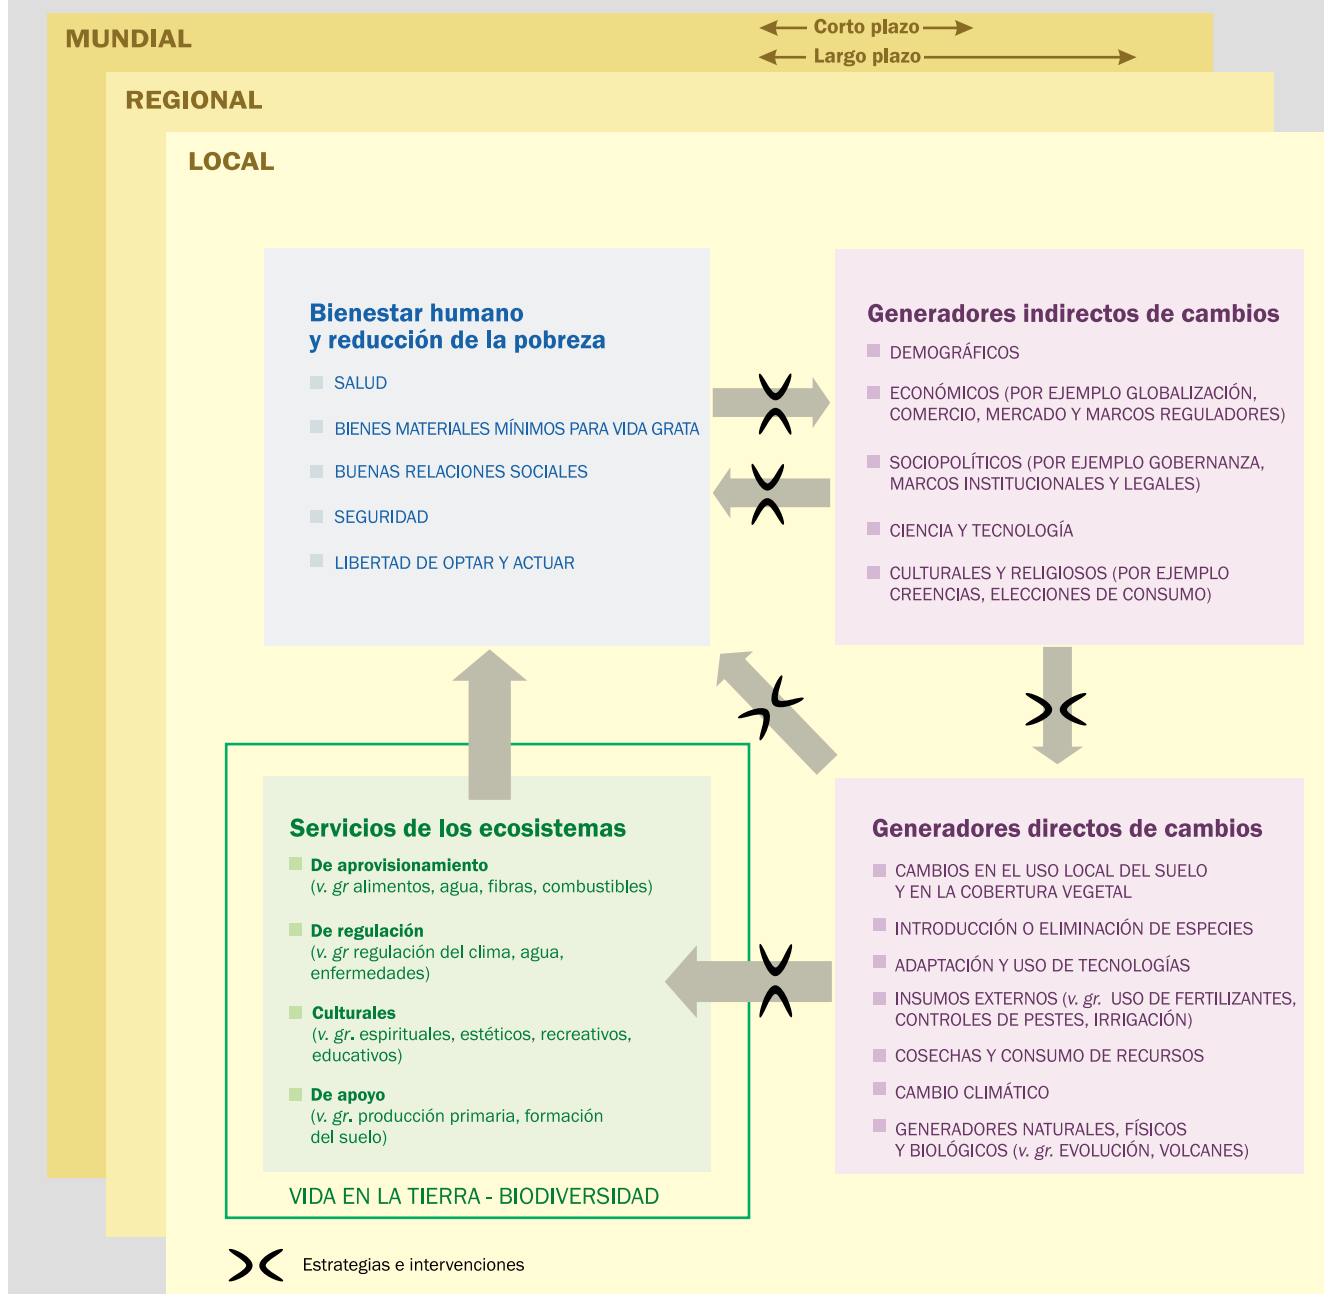 MUNDIAL
Corto plazo
Largo plazo
REGIONAL
LOCAL
Bienestar humano
y reducción de la pobreza
SALUD
BIENES MATERIALES MÍNIMOS PARA VIDA GRATA
BUENAS RELACIONES SOCIALES
SEGURIDAD
LIBERTAD DE OPTAR Y ACTUAR
Generadores indirectos de cambios
DEMOGRÁFICOS
ECONÓMICOS (POR EJEMPLO GLOBALIZACIÓN,
COMERCIO, MERCADO Y MARCOS REGULADORES)
SOCIOPOLÍTICOS (POR EJEMPLO GOBERNANZA,
MARCOS INSTITUCIONALES Y LEGALES)
CIENCIA Y TECNOLOGÍA
CULTURALES Y RELIGIOSOS (POR EJEMPLO
CREENCIAS, ELECCIONES DE CONSUMO)
Servicios de los ecosistemas
De aprovisionamiento
(v. gr alimentos, agua, fibras, combustibles)
De regulación
(v. gr regulación del clima, agua,
enfermedades)
Culturales
(v. gr. espirituales, estéticos, recreativos,
educativos)
De apoyo
(v. gr. producción primaria, formación
del suelo)
VIDA EN LA TIERRA - BIODIVERSIDAD
Generadores directos de cambios
CAMBIOS EN EL USO LOCAL DEL SUELO
Y EN LA COBERTURA VEGETAL
INTRODUCCIÓN O ELIMINACIÓN DE ESPECIES
ADAPTACIÓN Y USO DE TECNOLOGÍAS
INSUMOS EXTERNOS (v. gr. USO DE FERTILIZANTES,
CONTROLES DE PESTES, IRRIGACIÓN)
COSECHAS Y CONSUMO DE RECURSOS
CAMBIO CLIMÁTICO
GENERADORES NATURALES, FÍSICOS
Y BIOLÓGICOS (v. gr. EVOLUCIÓN, VOLCANES)
Estrategias e intervenciones